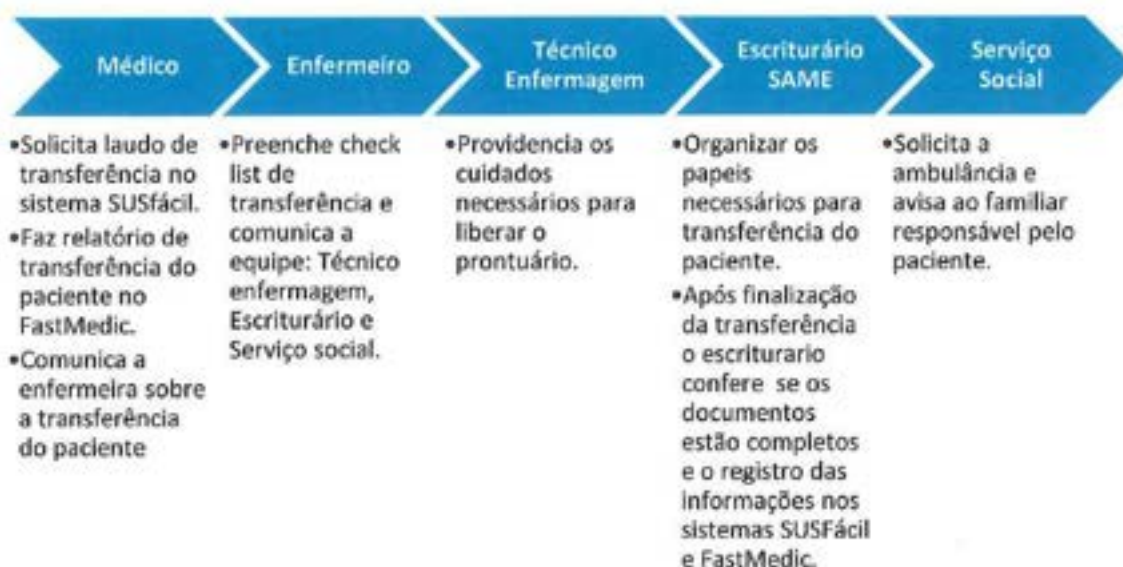 Médico
Enfermeiro
Técnico
Enfermagem
Escriturário
SAME
Serviço
Social
•Solicita laudo de
transferência no
sistema SUSfácil.
•Faz relatório de
transferência do
paciente no
FastMedic.
•Comunica a
enfermeira sobre
a transferência
do paciente
•Preenche check
list de
transferência e
comunica a
equipe: Técnico
enfermagem,
Escriturário e
Serviço social.
•Providencia os
cuidados
necessários para
liberar o
prontuário.
•Organizar os
papeis
necessários para
transferência do
paciente.
•Após finalização
da transferência
o escriturario
confere se os
documentos
estão completos
e o registro das
informações nos
sistemas SUSFácil
e FastMedic.
•Solicita a
ambulância e
avisa ao familiar
responsável pelo
paciente.